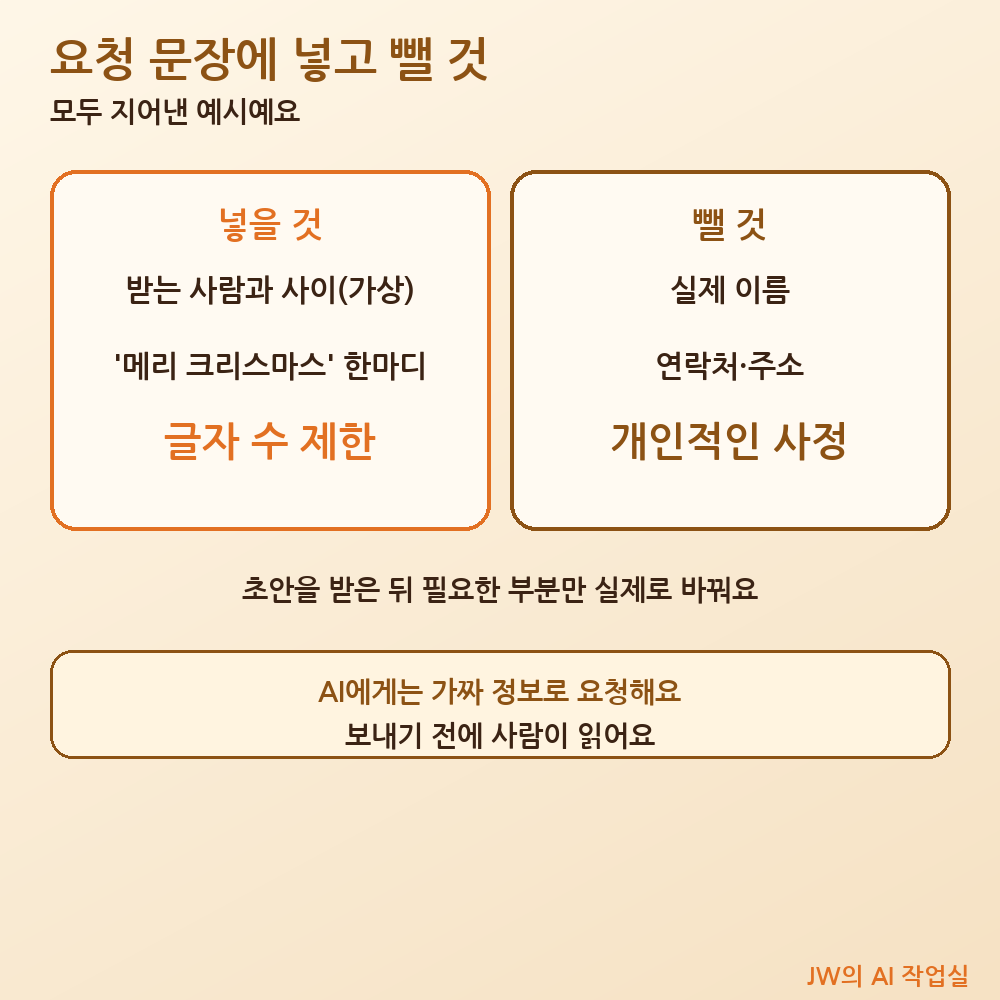 요청 문장에 넣고 뺄 것
모두 지어낸 예시예요
넣을 것
받는 사람과 사이(가상)
'메리 크리스마스' 한마디
글자 수 제한
뺄 것
실제 이름
연락처·주소
개인적인 사정
초안을 받은 뒤 필요한 부분만 실제로 바꿔요
AI에게는 가짜 정보로 요청해요
보내기 전에 사람이 읽어요
JW의 AI 작업실